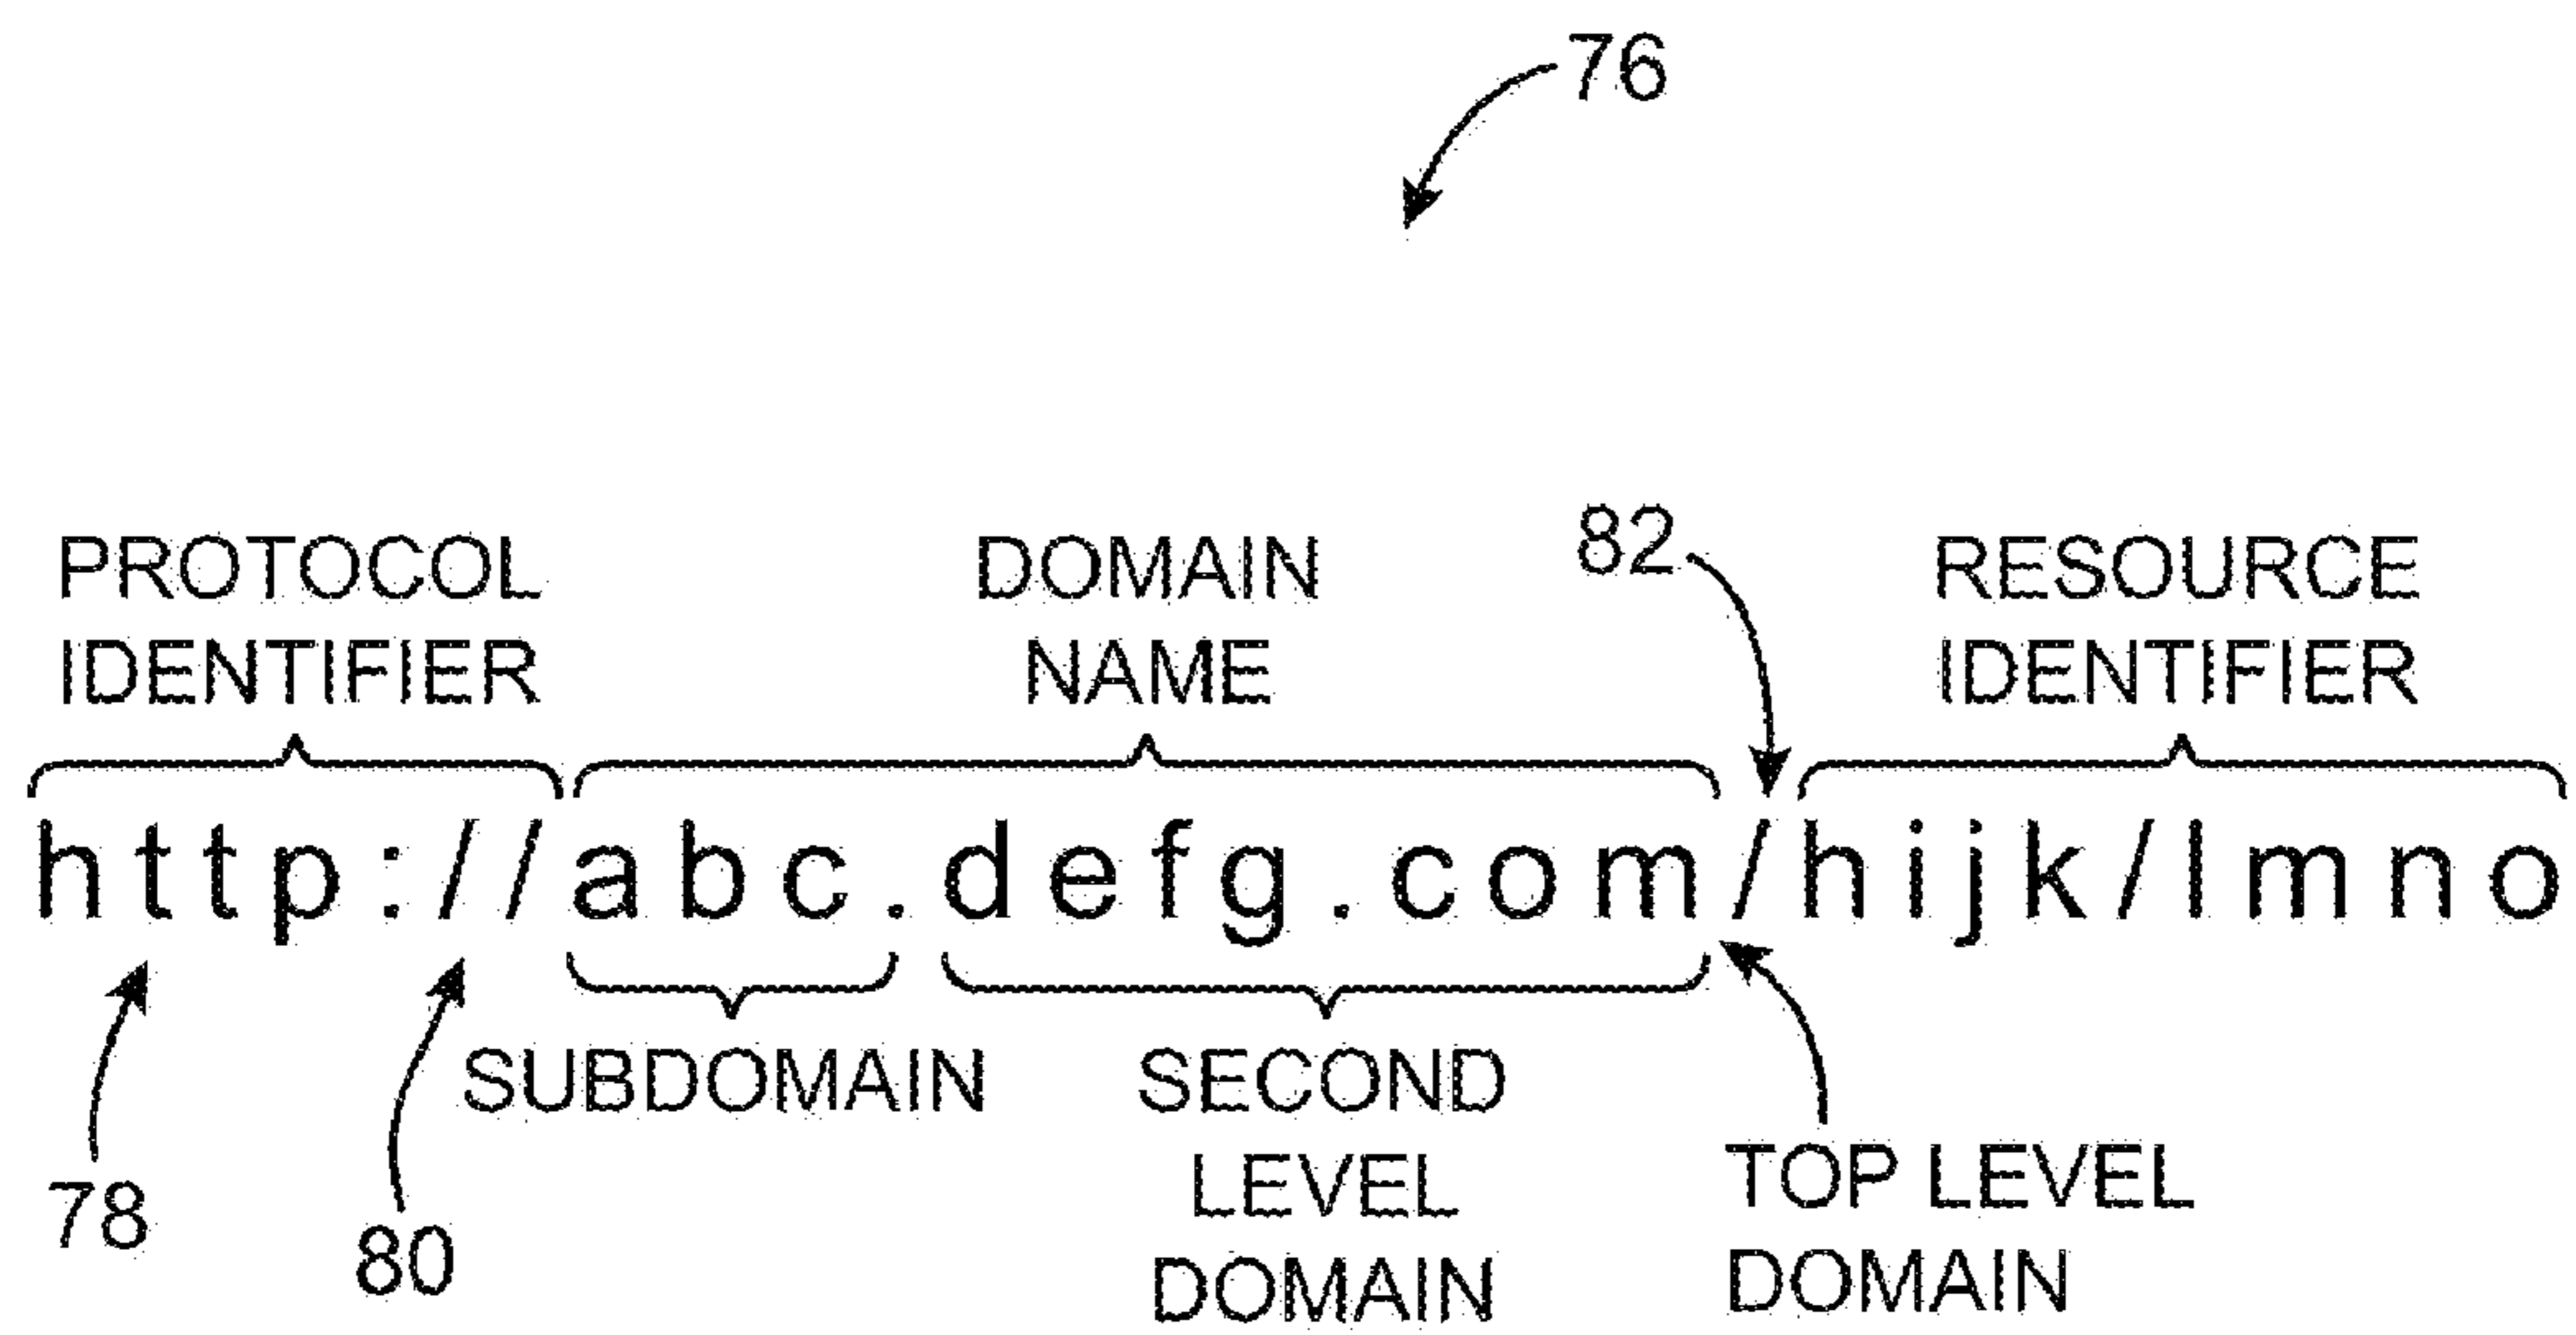 76
PROTOCOL IDENTIFIER
DOMAIN NAME
82
RESOURCE IDENTIFIER
http://abc.defg.com/hijk/lmno
SUBDOMAIN
SECOND LEVEL DOMAIN
TOP LEVEL DOMAIN
78
80